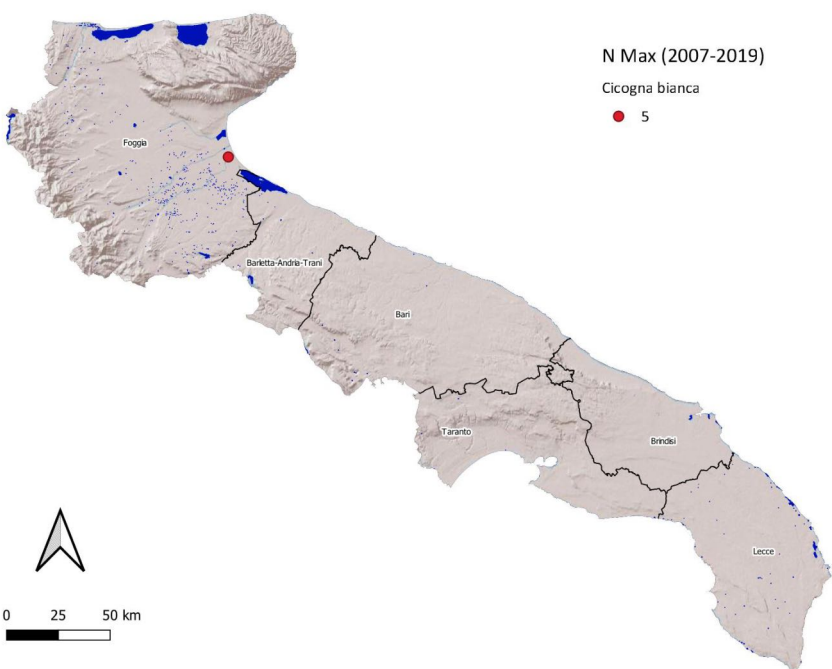 N Max (2007-2019)
Cicogna bianca
5
Foggia
Barletta-Andria-Trani
Bari
Taranto
Brindisi
Lecce
0 25 50 km